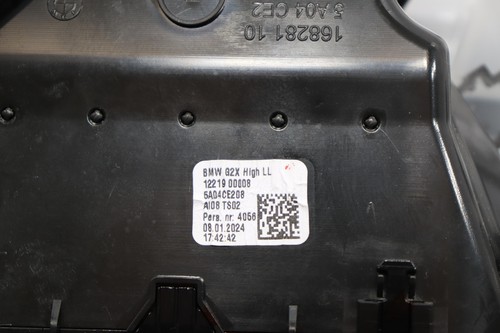 168281-10
5 A04 CE2
BMW G2X High LL
12219 00008
5A04CE208
AI08 TS02
Pers. nr: 4056
08.01.2024
17:42:42